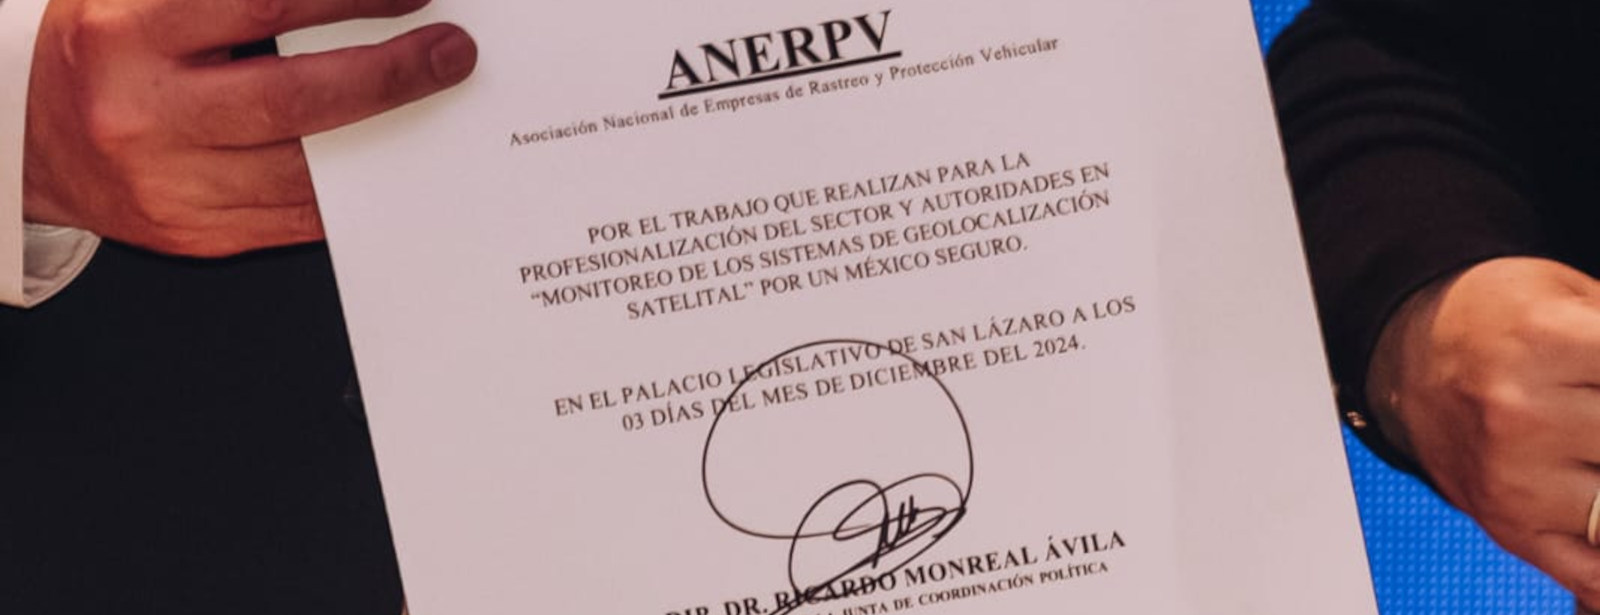 ANERPV
Asociación Nacional de Empresas de Rastreo y Protección Vehicular
POR EL TRABAJO QUE REALIZAN PARA LA
PROFESIONALIZACIÓN DEL SECTOR Y AUTORIDADES EN
“MONITOREO DE LOS SISTEMAS DE GEOLOCALIZACIÓN
SATELITAL” POR UN MÉXICO SEGURO.
EN EL PALACIO LEGISLATIVO DE SAN LÁZARO A LOS
03 DÍAS DEL MES DE DICIEMBRE DEL 2024.
DIP. DR. RICARDO MONREAL ÁVILA
JUNTA DE COORDINACIÓN POLÍTICA